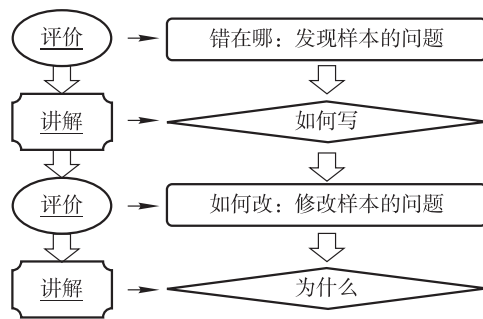 评价
错在哪：发现样本的问题
讲解
如何写
评价
如何改：修改样本的问题
讲解
为什么